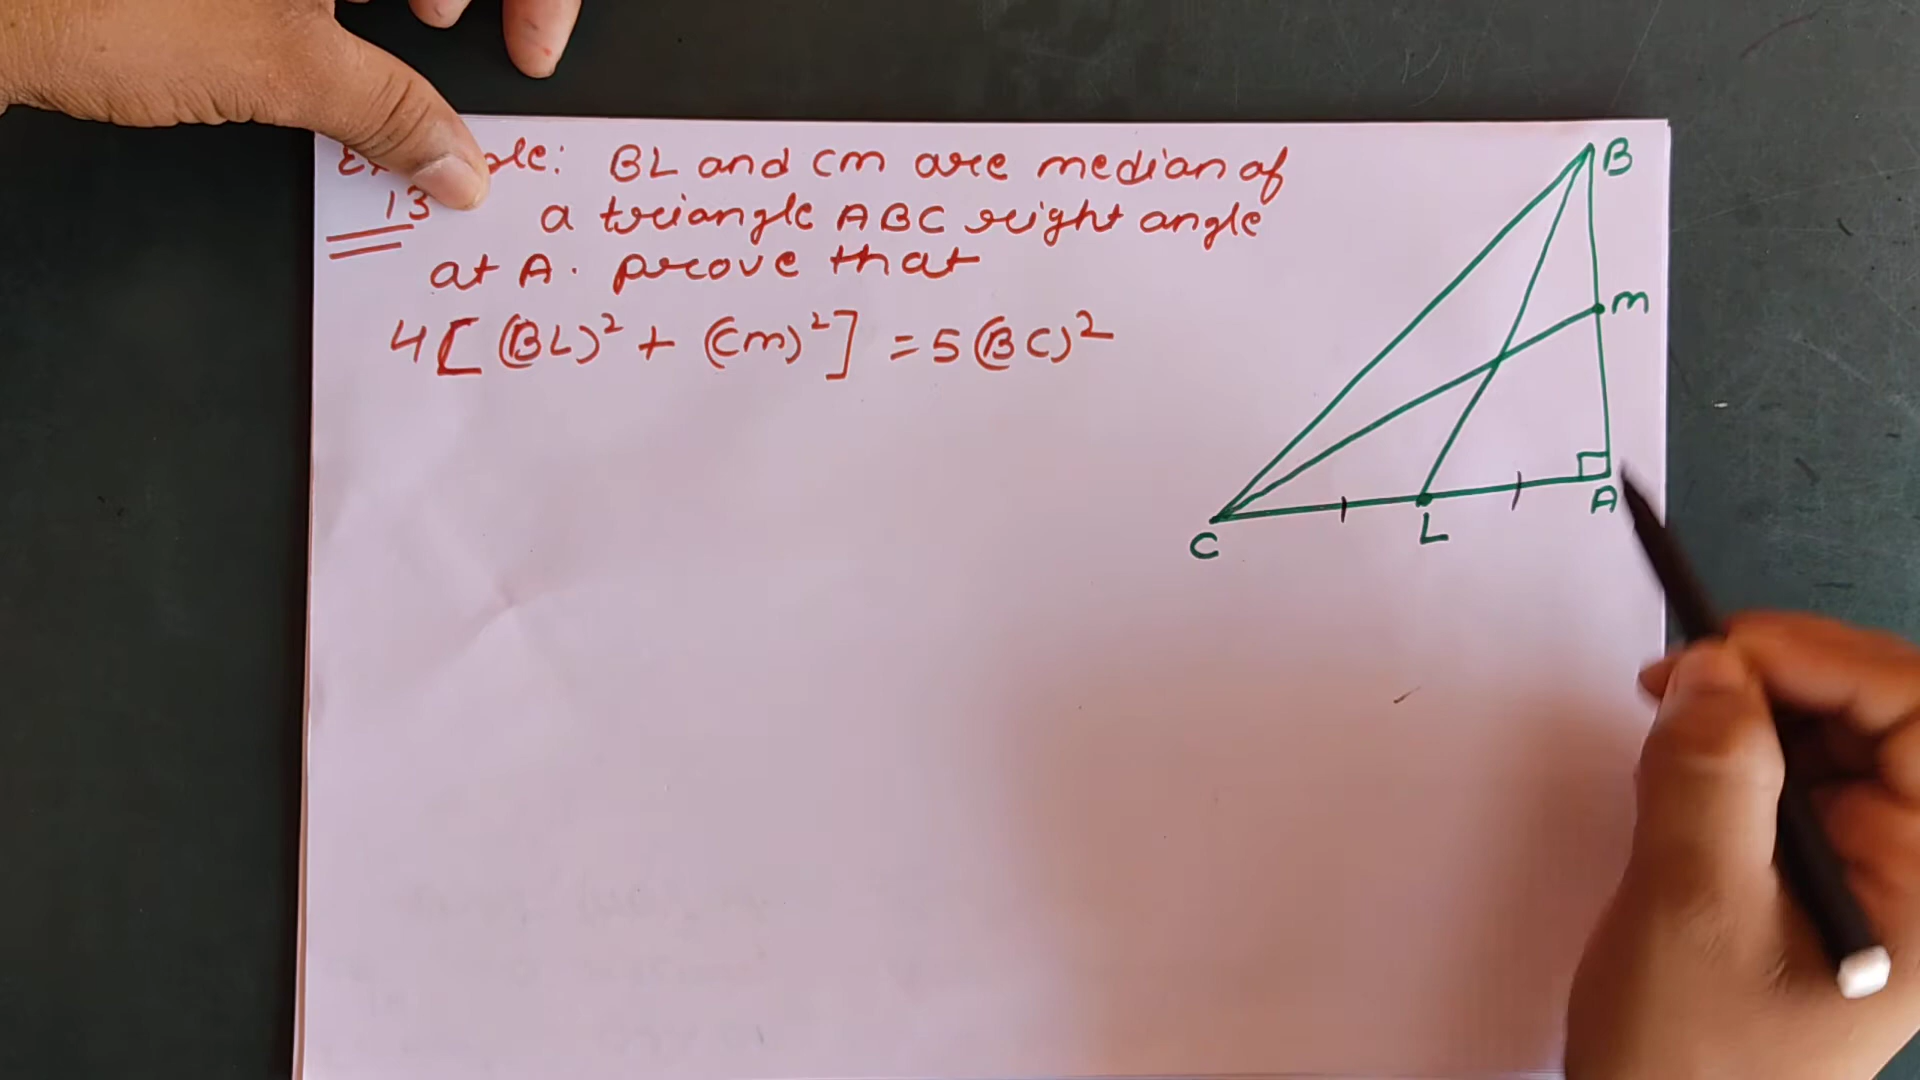 ple: BL and cm are median of
13 a triangle ABC right angle
at A. prove that
4[(BL)² + (cm)²] = 5(BC)²
B
m
A
L
C